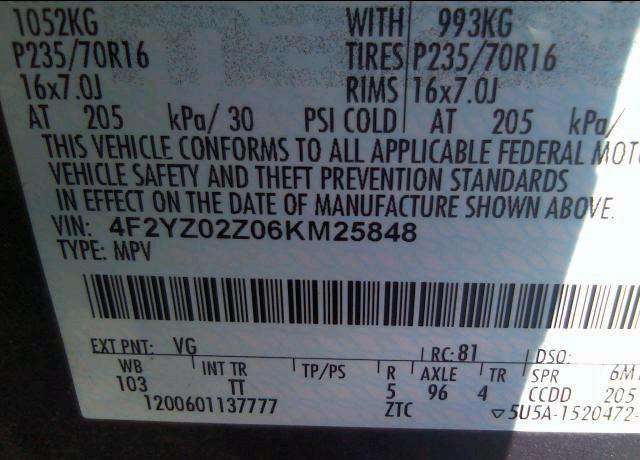 1052KG WITH 993KG
P235/70R16 TIRES P235/70R16
16x7.0J RIMS 16x7.0J
AT 205 kPa/ 30 PSI COLD AT 205 kPa/
THIS VEHICLE CONFORMS TO ALL APPLICABLE FEDERAL MOT
VEHICLE SAFETY AND THEFT PREVENTION STANDARDS
IN EFFECT ON THE DATE OF MANUFACTURE SHOWN ABOVE.
VIN: 4F2YZ02Z06KM25848
TYPE: MPV
EXT PNT: VG RC: 81 DSO:
WB INT TR TP/PS R AXLE TR SPR 6M1
103 TT 5 96 4 CCDD 205
1200601137777 ZTC ▽5U5A-1520472-